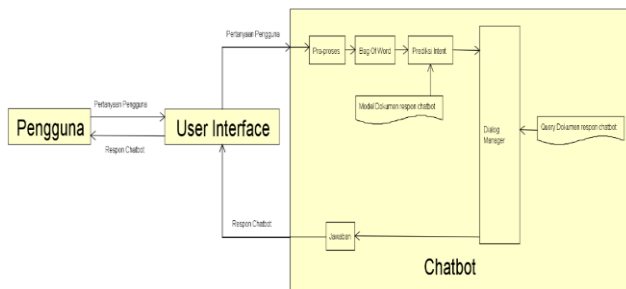 Pertanyaan Pengguna
Pra-proses
Bag Of Word
Prediksi Intent
Model Dokumen respon chatbot
Pertanyaan Pengguna
Pengguna
User Interface
Respon Chatbot
Dialog
Manager
Query Dokumen respon chatbot
Respon Chatbot
Jawaban
Chatbot